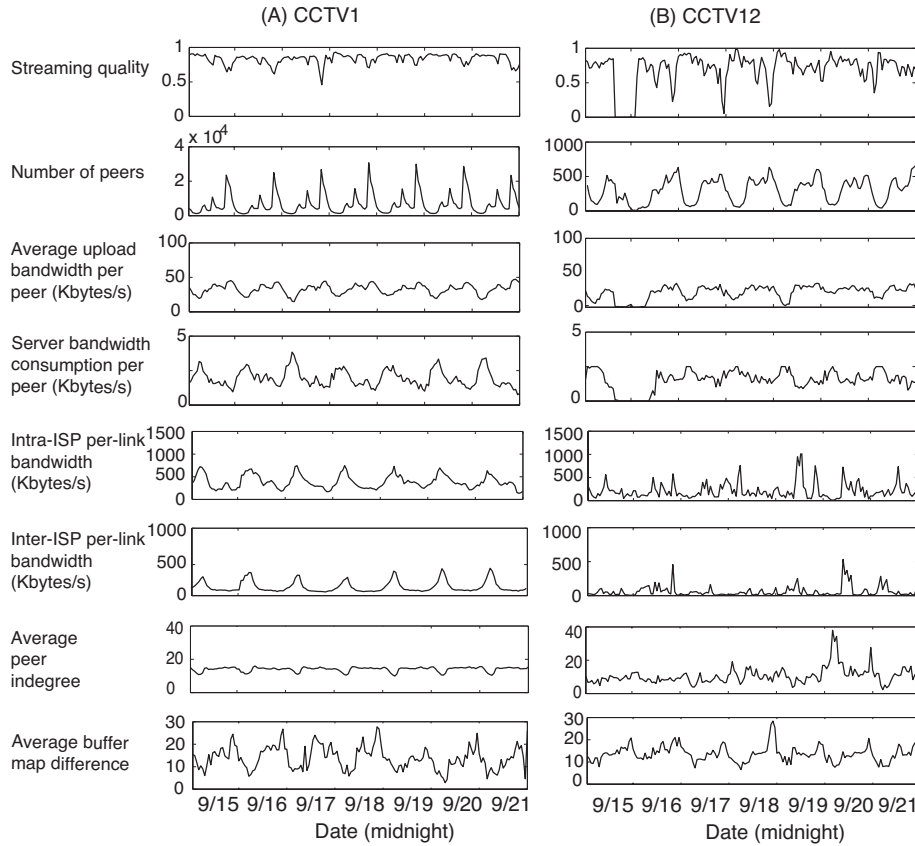 (A) CCTV1
(B) CCTV12
Streaming quality
1
0.5
0
1
0.5
0
x 10^4
Number of peers
4
2
0
1000
500
0
Average upload
bandwidth per
peer (Kbytes/s)
100
50
0
100
50
0
Server bandwidth
consumption per
peer (Kbytes/s)
5
0
5
0
Intra-ISP per-link
bandwidth
(Kbytes/s)
1500
1000
500
0
1500
1000
500
0
Inter-ISP per-link
bandwidth
(Kbytes/s)
1000
500
0
1000
500
0
Average
peer
indegree
40
20
0
40
20
0
Average buffer
map difference
30
20
10
0
30
20
10
0
9/15 9/16 9/17 9/18 9/19 9/20 9/21
9/15 9/16 9/17 9/18 9/19 9/20 9/21
Date (midnight)
Date (midnight)